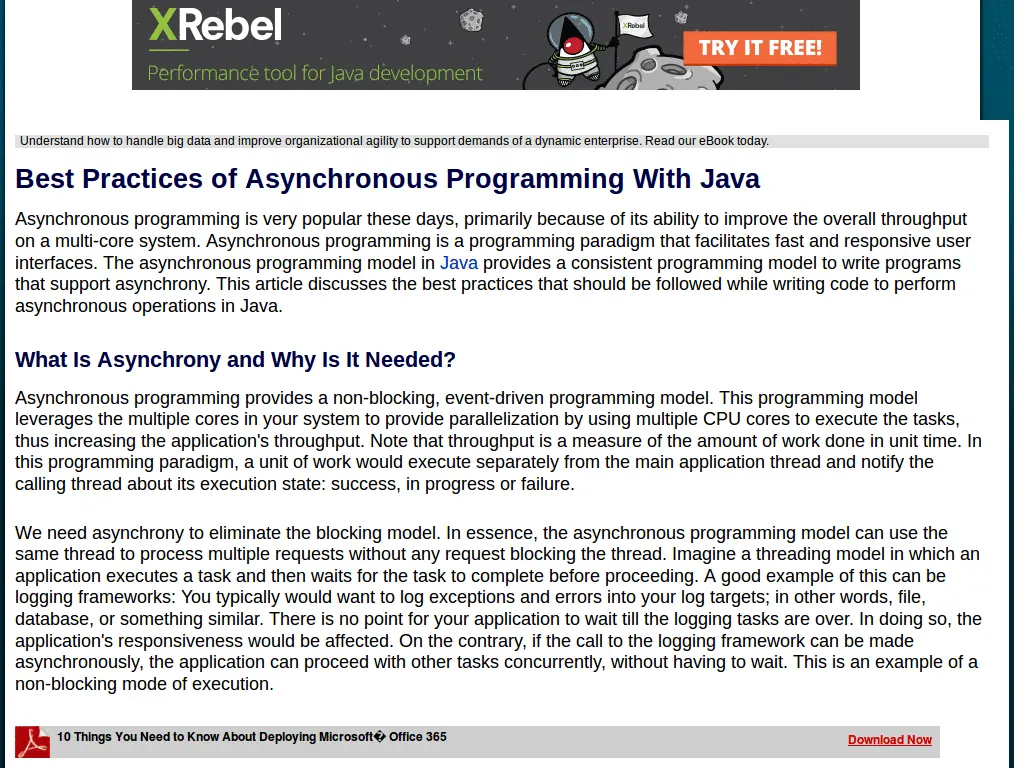 XRebel
Performance tool for Java development
XRebel
TRY IT FREE!
Understand how to handle big data and improve organizational agility to support demands of a dynamic enterprise. Read our eBook today.
Best Practices of Asynchronous Programming With Java
Asynchronous programming is very popular these days, primarily because of its ability to improve the overall throughput
on a multi-core system. Asynchronous programming is a programming paradigm that facilitates fast and responsive user
interfaces. The asynchronous programming model in Java provides a consistent programming model to write programs
that support asynchrony. This article discusses the best practices that should be followed while writing code to perform
asynchronous operations in Java.
What Is Asynchrony and Why Is It Needed?
Asynchronous programming provides a non-blocking, event-driven programming model. This programming model
leverages the multiple cores in your system to provide parallelization by using multiple CPU cores to execute the tasks,
thus increasing the application's throughput. Note that throughput is a measure of the amount of work done in unit time. In
this programming paradigm, a unit of work would execute separately from the main application thread and notify the
calling thread about its execution state: success, in progress or failure.
We need asynchrony to eliminate the blocking model. In essence, the asynchronous programming model can use the
same thread to process multiple requests without any request blocking the thread. Imagine a threading model in which an
application executes a task and then waits for the task to complete before proceeding. A good example of this can be
logging frameworks: You typically would want to log exceptions and errors into your log targets; in other words, file,
database, or something similar. There is no point for your application to wait till the logging tasks are over. In doing so, the
application's responsiveness would be affected. On the contrary, if the call to the logging framework can be made
asynchronously, the application can proceed with other tasks concurrently, without having to wait. This is an example of a
non-blocking mode of execution.
10 Things You Need to Know About Deploying Microsoft� Office 365
Download Now